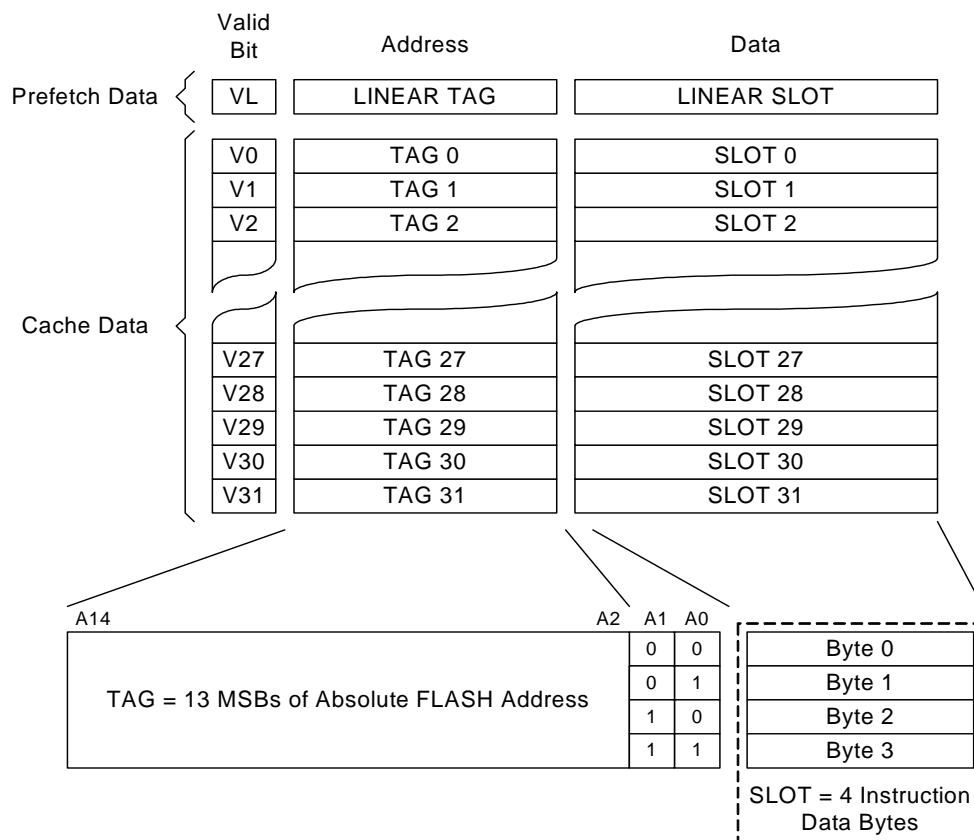 Valid
Bit
Address
Data
Prefetch Data
VL
LINEAR TAG
LINEAR SLOT
Cache Data
V0
TAG 0
SLOT 0
V1
TAG 1
SLOT 1
V2
TAG 2
SLOT 2
V27
TAG 27
SLOT 27
V28
TAG 28
SLOT 28
V29
TAG 29
SLOT 29
V30
TAG 30
SLOT 30
V31
TAG 31
SLOT 31
A14
A2
A1
A0
TAG = 13 MSBs of Absolute FLASH Address
0
0
Byte 0
0
1
Byte 1
1
0
Byte 2
1
1
Byte 3
SLOT = 4 Instruction
Data Bytes